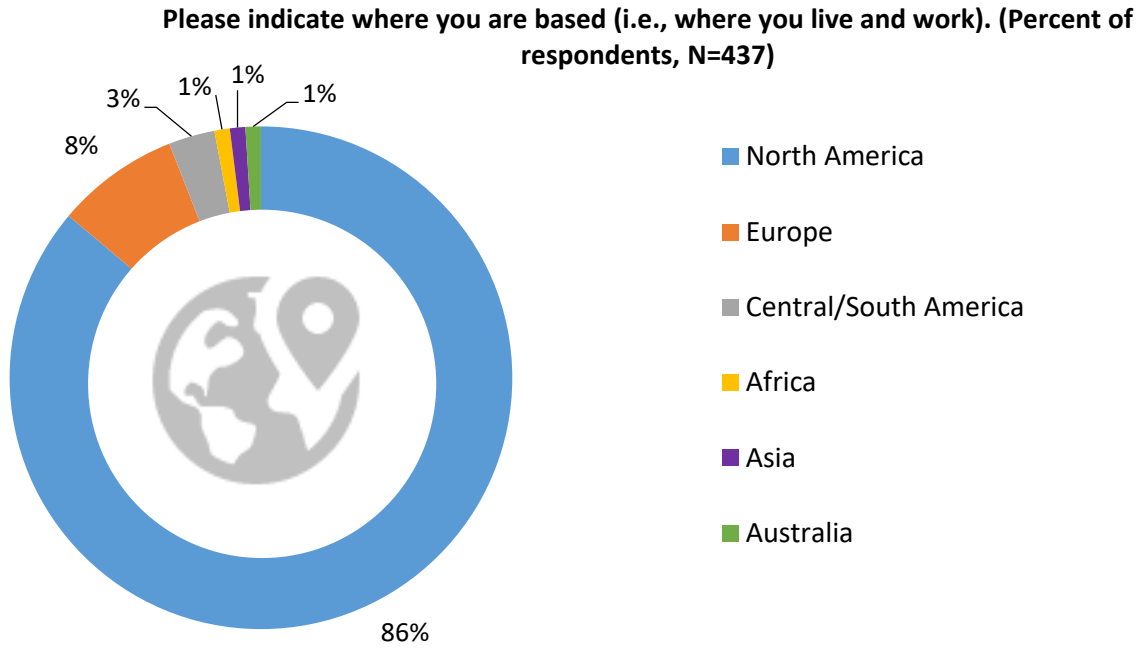 Please indicate where you are based (i.e., where you live and work). (Percent of
respondents, N=437)
1%
1%
1%
3%
8%
North America
Europe
Central/South America
Africa
Asia
Australia
86%